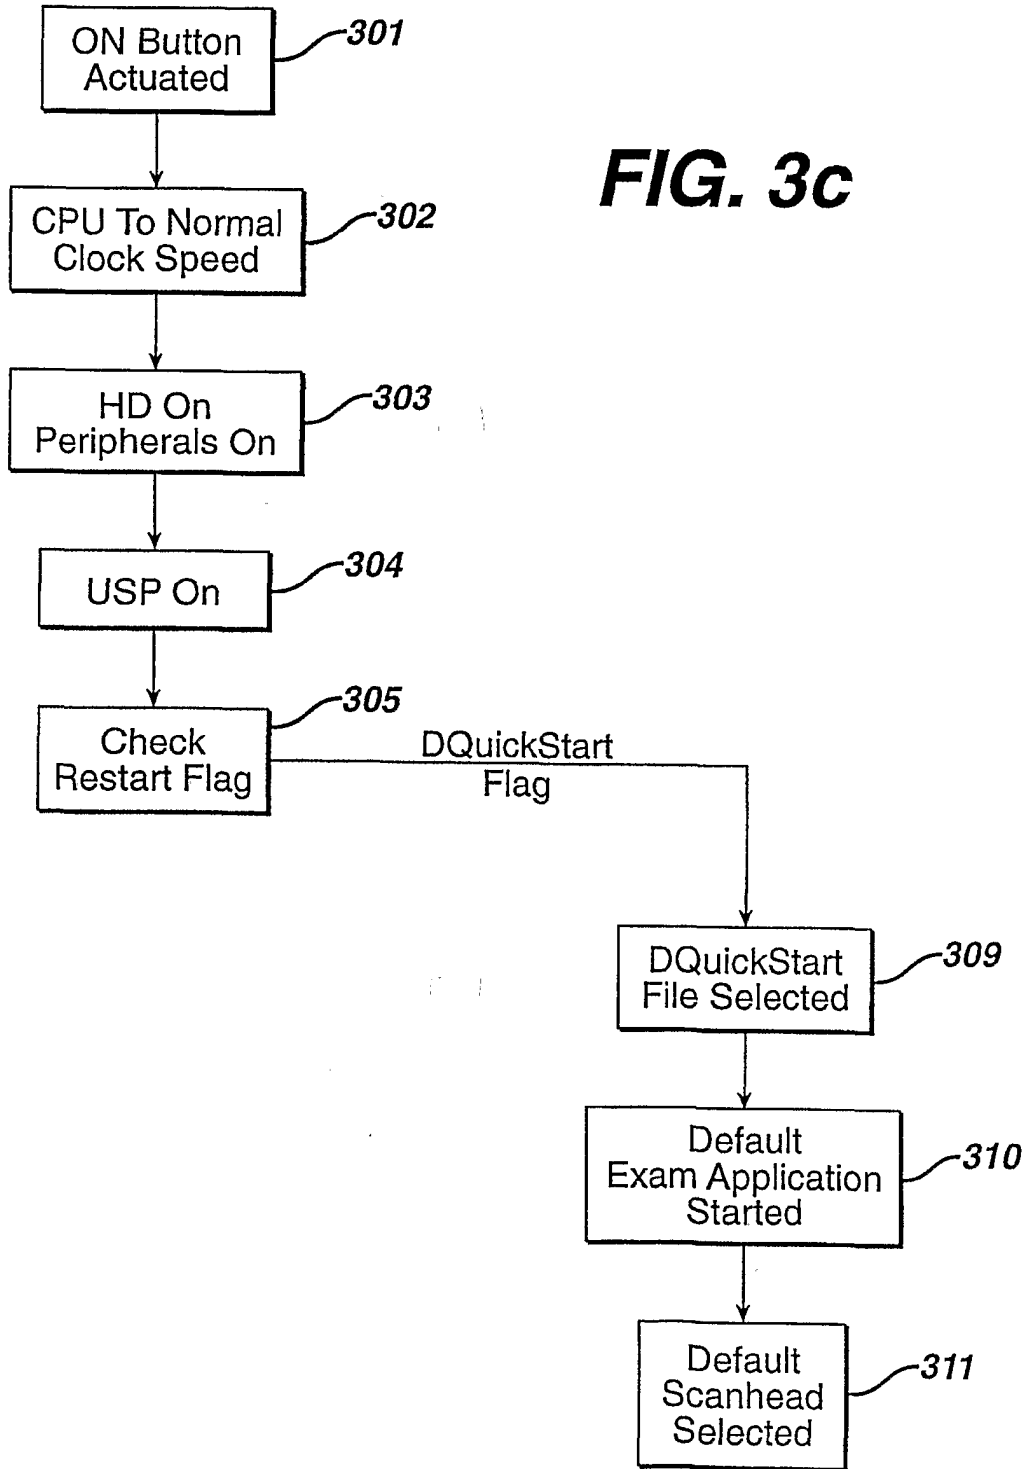 ON Button
Actuated
301
FIG. 3c
CPU To Normal
Clock Speed
302
HD On
Peripherals On
303
USP On
304
Check
Restart Flag
305
DQuickStart
Flag
DQuickStart
File Selected
309
Default
Exam Application
Started
310
Default
Scanhead
Selected
311